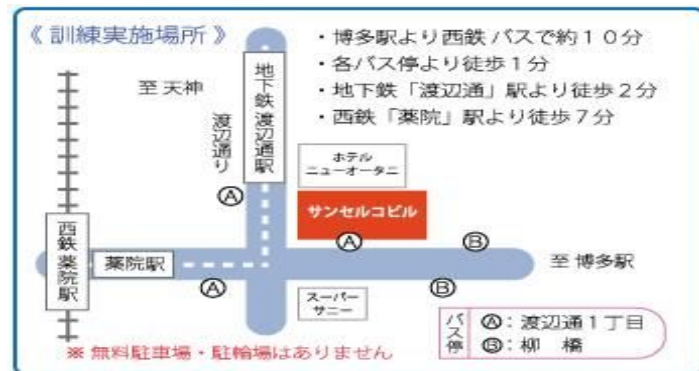 《 訓練実施場所 》
・博多駅より西鉄バスで約１０分
・各バス停より徒歩１分
・地下鉄「渡辺通」駅より徒歩２分
・西鉄「薬院」駅より徒歩７分
至 天神
地下鉄 渡辺通駅
渡辺通り
ホテル
ニューオータニ
サンセルコビル
Ⓐ
Ⓐ
Ⓑ
西鉄 薬院駅
薬院駅
至 博多駅
Ⓐ
Ⓑ
スーパー
サニー
バス停
Ⓐ：渡辺通１丁目
Ⓑ：柳　橋
※ 無料駐車場・駐輪場はありません